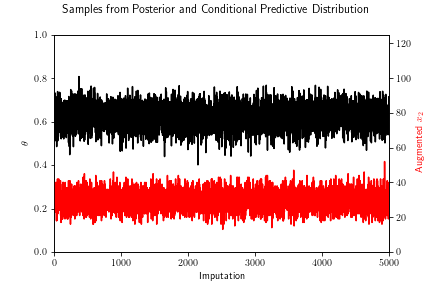 Samples from Posterior and Conditional Predictive Distribution
1.0
0.8
0.6
0.4
0.2
0.0
θ
120
100
80
60
40
20
0
Augmented x₂
0 1000 2000 3000 4000 5000
Imputation